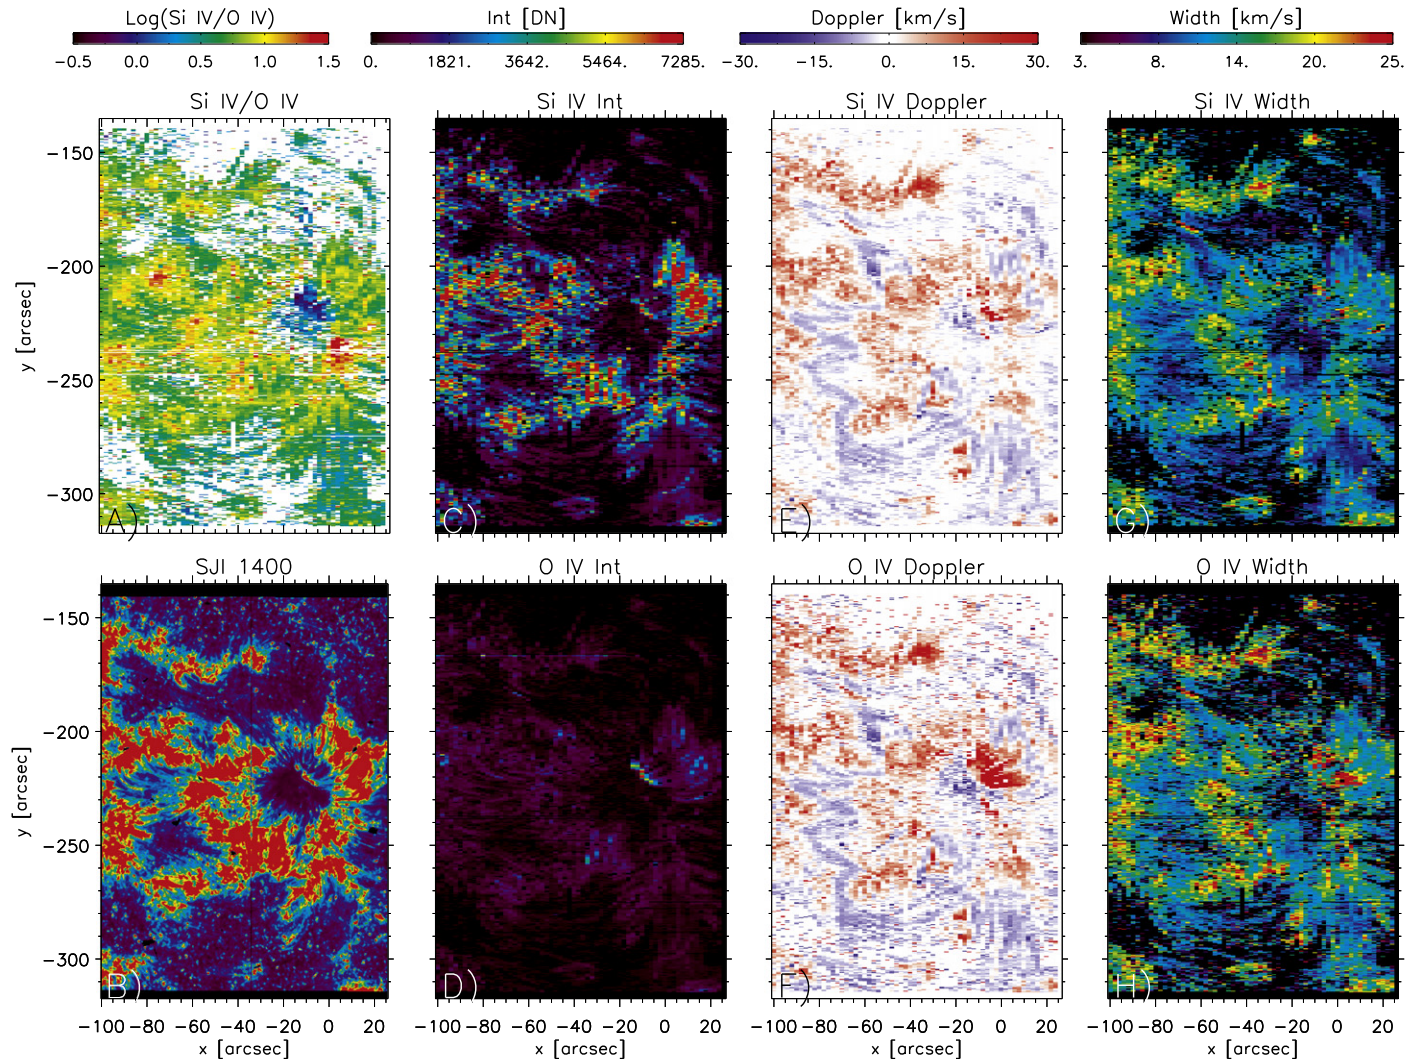 Log(Si IV/O IV) Int [DN] Doppler [km/s] Width [km/s]
−0.5 0.0 0.5 1.0 1.5 0. 1821. 3642. 5464. 7285. −30. −15. 0. 15. 30. 3. 8. 14. 20. 25.
Si IV/O IV Si IV Int Si IV Doppler Si IV Width
−150
−200
y [arcsec]
−250
−300
A) C) E) G)
SJI 1400 O IV Int O IV Doppler O IV Width
−150
−200
y [arcsec]
−250
−300
B) D) F) H)
−100 −80 −60 −40 −20 0 20 −100 −80 −60 −40 −20 0 20 −100 −80 −60 −40 −20 0 20 −100 −80 −60 −40 −20 0 20
x [arcsec] x [arcsec] x [arcsec] x [arcsec]